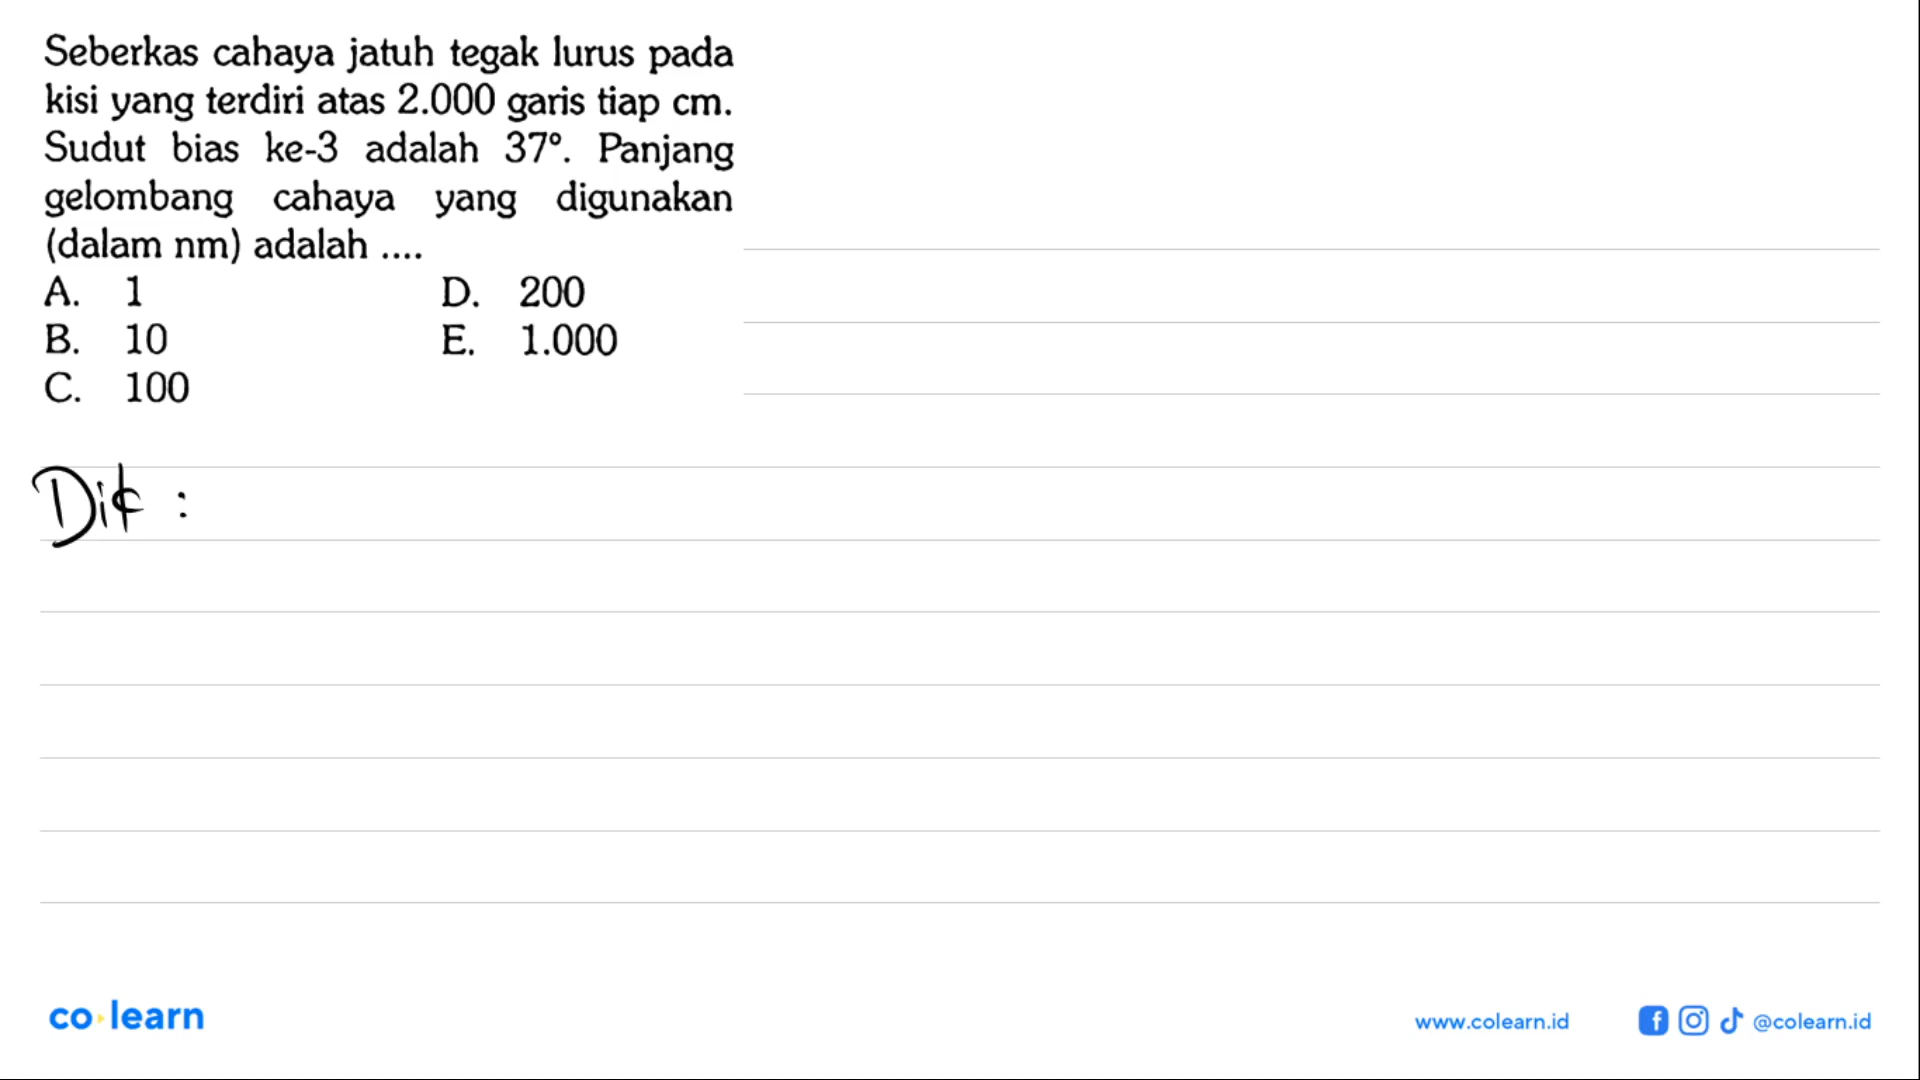 Seberkas cahaya jatuh tegak lurus pada
kisi yang terdiri atas 2.000 garis tiap cm.
Sudut bias ke-3 adalah 37°. Panjang
gelombang cahaya yang digunakan
(dalam nm) adalah ....
A. 1
B. 10
C. 100
D. 200
E. 1.000
Dik :
co learn
www.colearn.id
@colearn.id